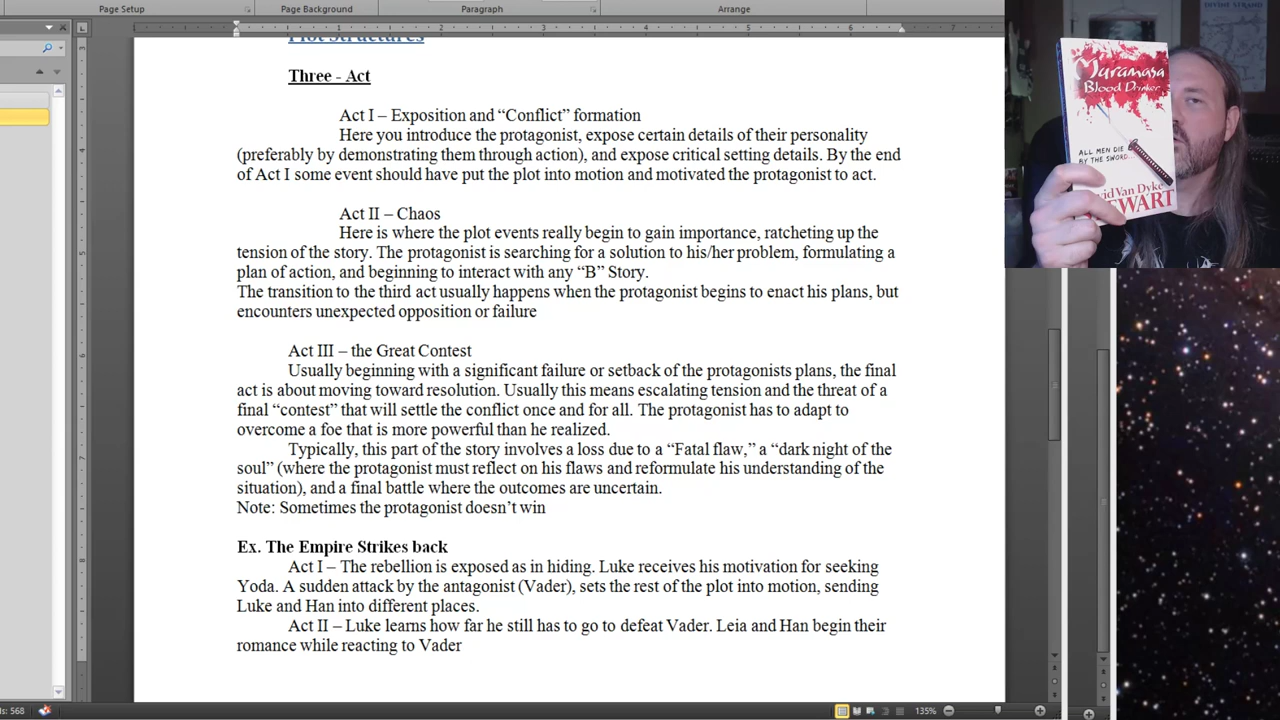 Page Setup
Page Background
Paragraph
Arrange
1 2 3 4 5 6 7
Plot Structures
Three - Act
Act I – Exposition and “Conflict” formation
Here you introduce the protagonist, expose certain details of their personality
(preferably by demonstrating them through action), and expose critical setting details. By the end
of Act I some event should have put the plot into motion and motivated the protagonist to act.
Act II – Chaos
Here is where the plot events really begin to gain importance, ratcheting up the
tension of the story. The protagonist is searching for a solution to his/her problem, formulating a
plan of action, and beginning to interact with any “B” Story.
The transition to the third act usually happens when the protagonist begins to enact his plans, but
encounters unexpected opposition or failure
Act III – the Great Contest
Usually beginning with a significant failure or setback of the protagonists plans, the final
act is about moving toward resolution. Usually this means escalating tension and the threat of a
final “contest” that will settle the conflict once and for all. The protagonist has to adapt to
overcome a foe that is more powerful than he realized.
Typically, this part of the story involves a loss due to a “Fatal flaw,” a “dark night of the
soul” (where the protagonist must reflect on his flaws and reformulate his understanding of the
situation), and a final battle where the outcomes are uncertain.
Note: Sometimes the protagonist doesn’t win
Ex. The Empire Strikes back
Act I – The rebellion is exposed as in hiding. Luke receives his motivation for seeking
Yoda. A sudden attack by the antagonist (Vader), sets the rest of the plot into motion, sending
Luke and Han into different places.
Act II – Luke learns how far he still has to go to defeat Vader. Leia and Han begin their
romance while reacting to Vader
568
135%
Muramasa
Blood Drinker
ALL MEN DIE
BY THE SWORD
Van Dyke
WART